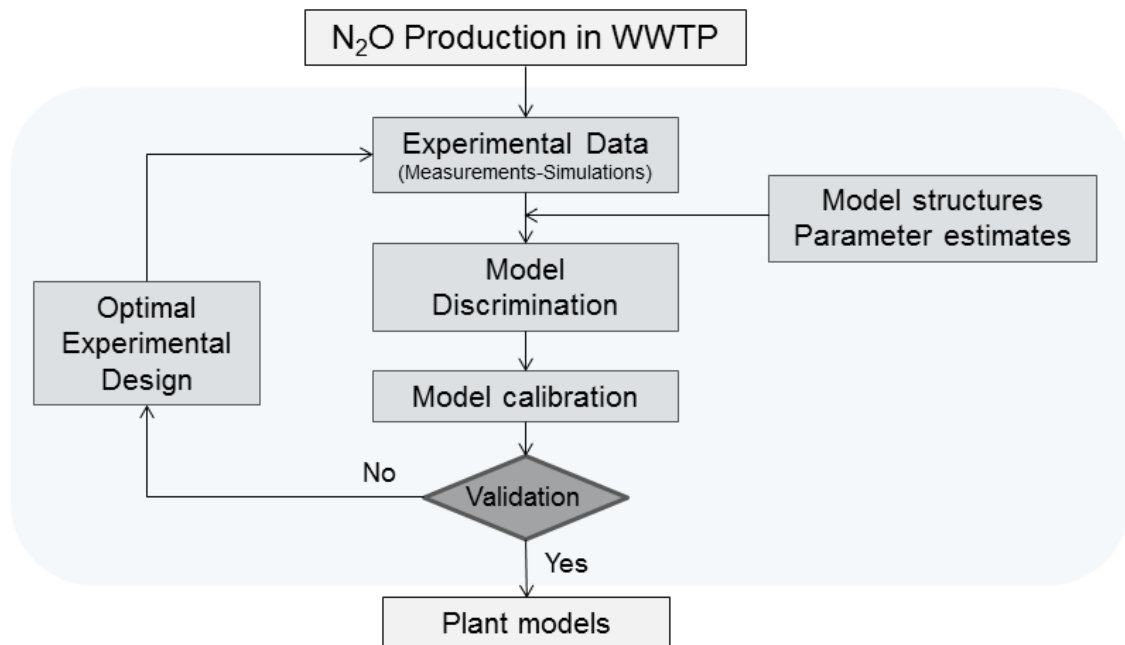 N₂O Production in WWTP
Experimental Data
(Measurements-Simulations)
Model structures
Parameter estimates
Model
Discrimination
Optimal
Experimental
Design
Model calibration
No
Validation
Yes
Plant models